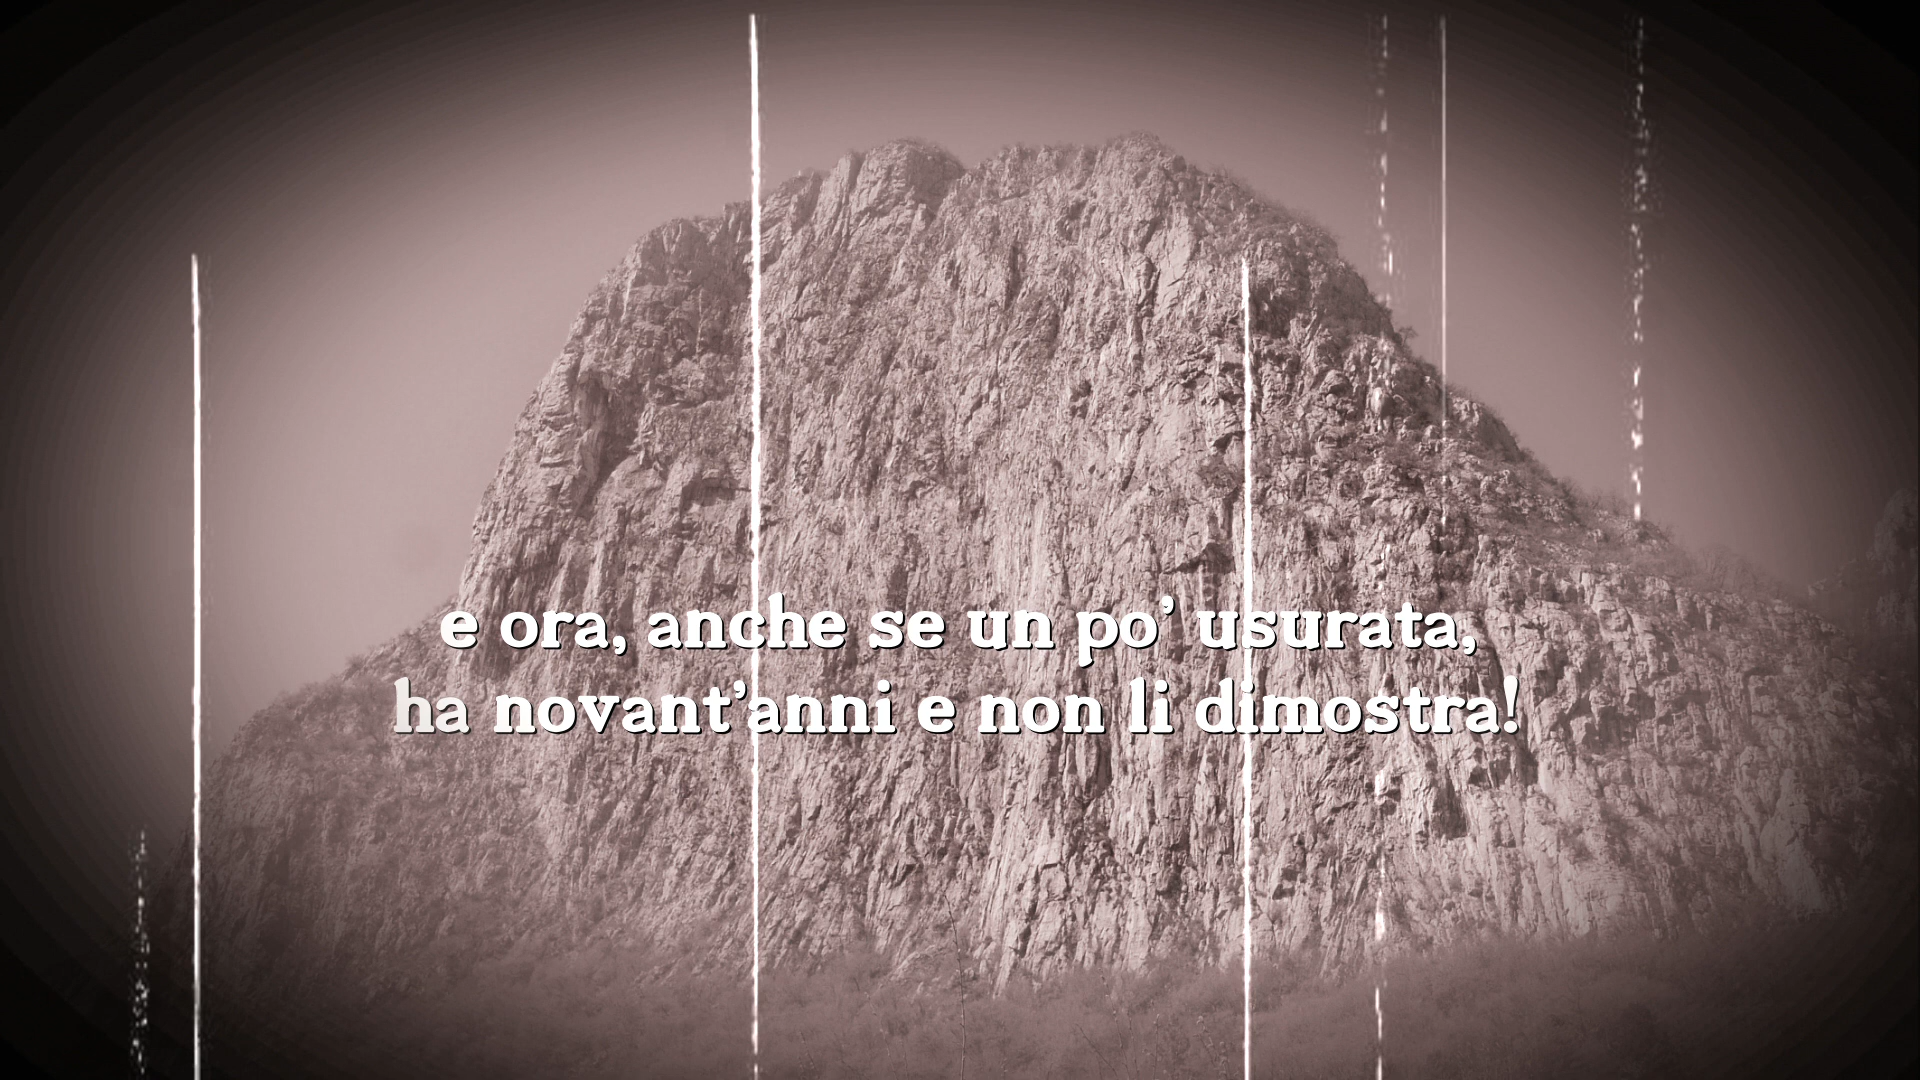 e ora, anche se un po' usurata,
ha novant'anni e non li dimostra!